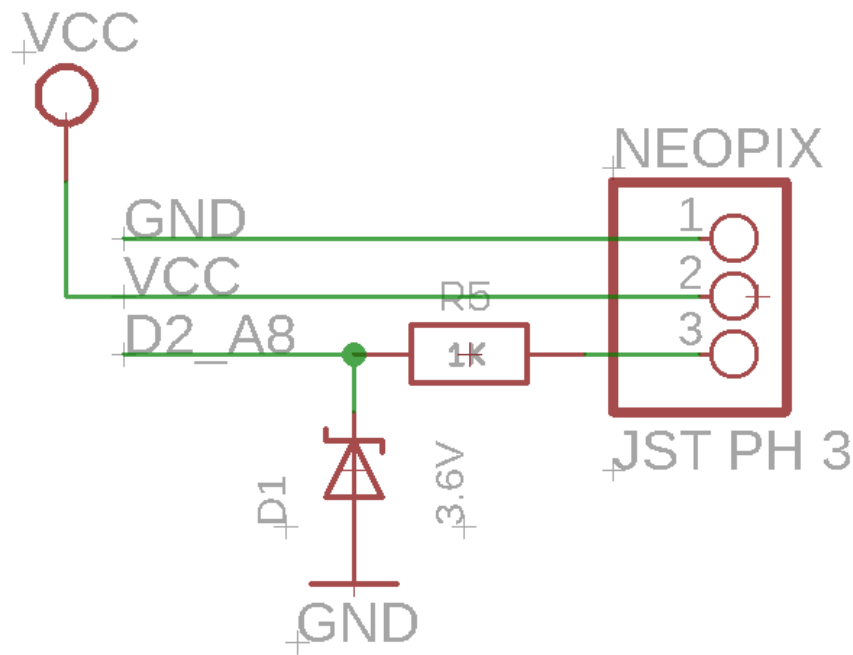 VCC
NEOPIX
GND
1
VCC
2
R5
D2_A8
1K
3
JST PH 3
D1
3.6V
GND